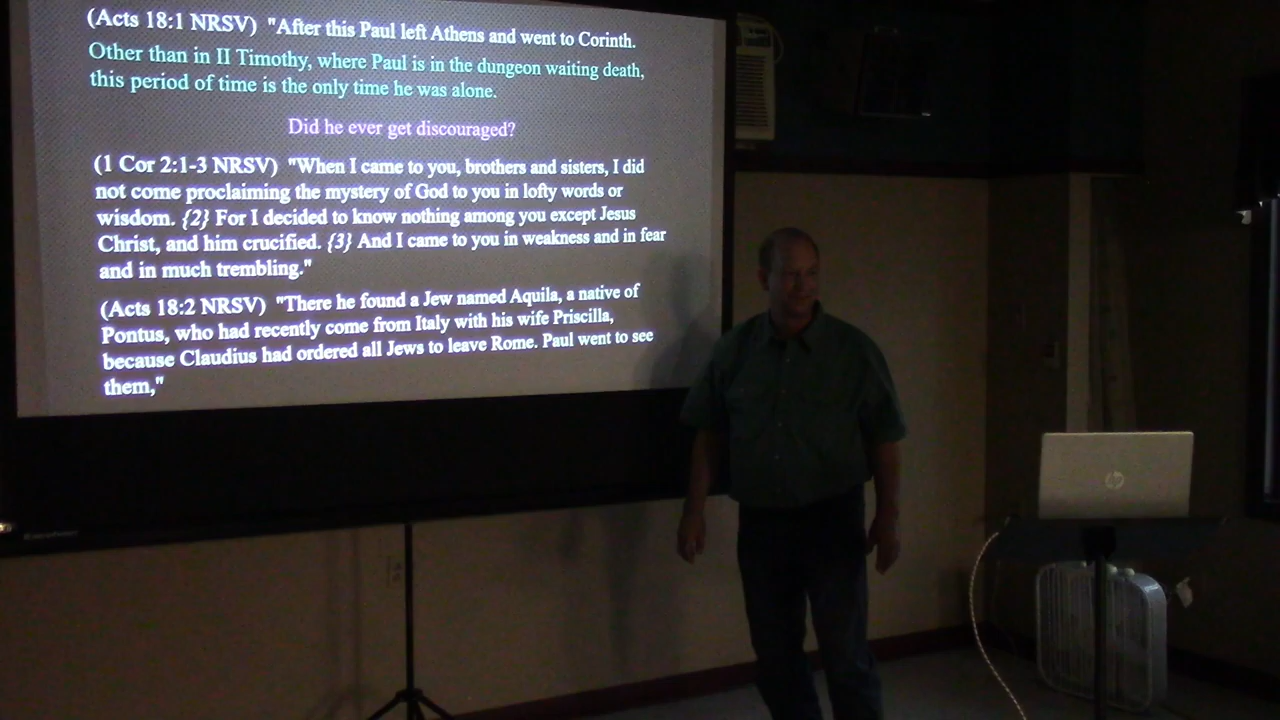 (Acts 18:1 NRSV) "After this Paul left Athens and went to Corinth.
Other than in II Timothy, where Paul is in the dungeon waiting death,
this period of time is the only time he was alone.
Did he ever get discouraged?
(1 Cor 2:1-3 NRSV) "When I came to you, brothers and sisters, I did
not come proclaiming the mystery of God to you in lofty words or
wisdom. {2} For I decided to know nothing among you except Jesus
Christ, and him crucified. {3} And I came to you in weakness and in fear
and in much trembling."
(Acts 18:2 NRSV) "There he found a Jew named Aquila, a native of
Pontus, who had recently come from Italy with his wife Priscilla,
because Claudius had ordered all Jews to leave Rome. Paul went to see
them,"
hp